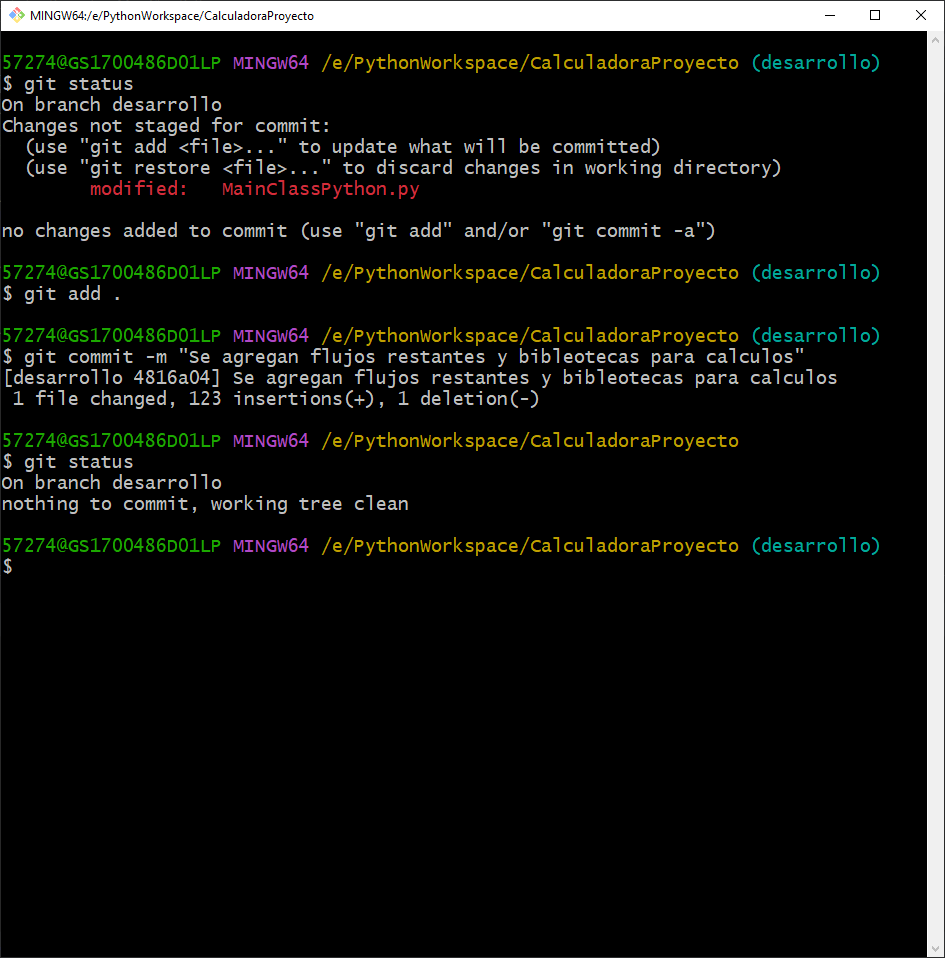 MINGW64:/e/PythonWorkspace/CalculadoraProyecto
57274@GS1700486D01LP MINGW64 /e/PythonWorkspace/CalculadoraProyecto (desarrollo)
$ git status
On branch desarrollo
Changes not staged for commit:
  (use "git add <file>..." to update what will be committed)
  (use "git restore <file>..." to discard changes in working directory)
        modified:   MainClassPython.py
no changes added to commit (use "git add" and/or "git commit -a")
57274@GS1700486D01LP MINGW64 /e/PythonWorkspace/CalculadoraProyecto (desarrollo)
$ git add .
57274@GS1700486D01LP MINGW64 /e/PythonWorkspace/CalculadoraProyecto (desarrollo)
$ git commit -m "Se agregan flujos restantes y bibleotecas para calculos"
[desarrollo 4816a04] Se agregan flujos restantes y bibleotecas para calculos
 1 file changed, 123 insertions(+), 1 deletion(-)
57274@GS1700486D01LP MINGW64 /e/PythonWorkspace/CalculadoraProyecto
$ git status
On branch desarrollo
nothing to commit, working tree clean
57274@GS1700486D01LP MINGW64 /e/PythonWorkspace/CalculadoraProyecto (desarrollo)
$